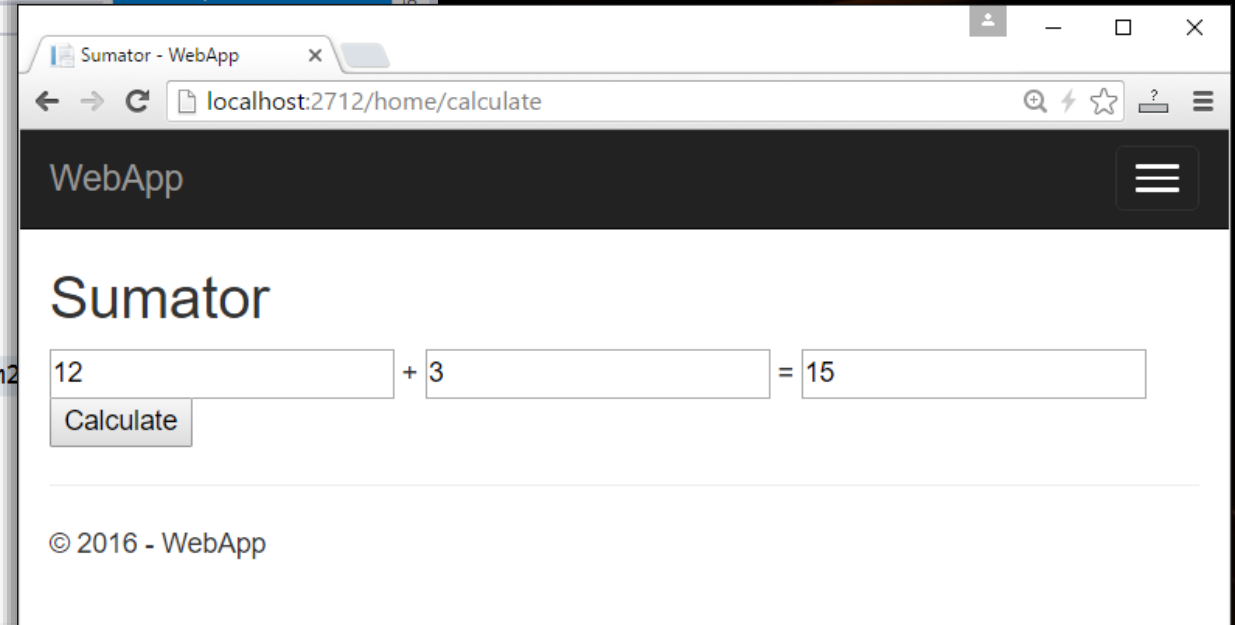 Sumator - WebApp
localhost:2712/home/calculate
?
WebApp
Sumator
12 + 3 = 15
Calculate
© 2016 - WebApp